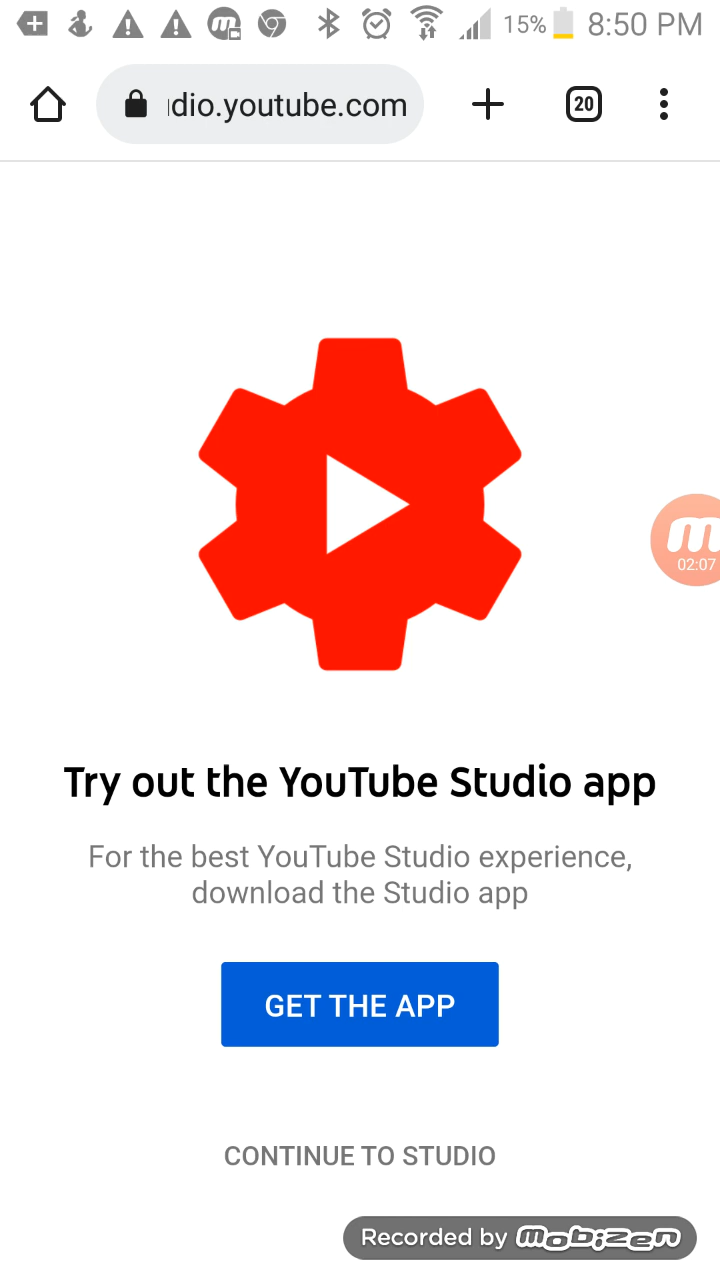 15% 8:50 PM
dio.youtube.com
20
02:07
Try out the YouTube Studio app
For the best YouTube Studio experience,
download the Studio app
GET THE APP
CONTINUE TO STUDIO
Recorded by mobizen